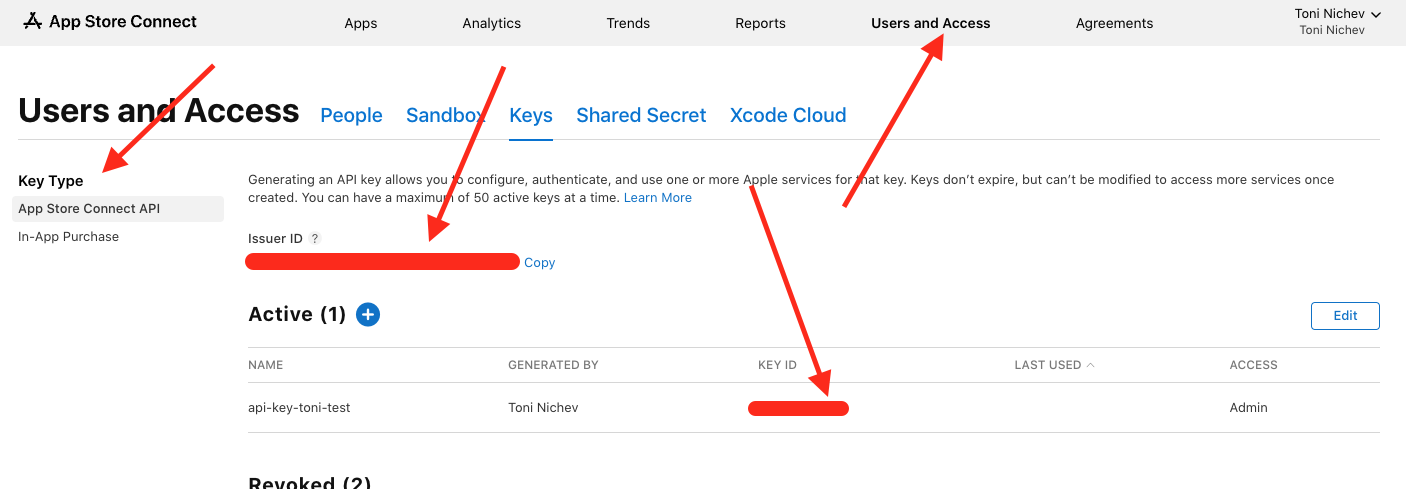 App Store Connect
Apps
Analytics
Trends
Reports
Users and Access
Agreements
Toni Nichev
Toni Nichev
Users and Access
People
Sandbox
Keys
Shared Secret
Xcode Cloud
Key Type
App Store Connect API
In-App Purchase
Generating an API key allows you to configure, authenticate, and use one or more Apple services for that key. Keys don’t expire, but can’t be modified to access more services once
created. You can have a maximum of 50 active keys at a time. Learn More
Issuer ID ?
Copy
Active (1)
Edit
NAME GENERATED BY KEY ID LAST USED ACCESS
api-key-toni-test Toni Nichev Admin
Revoked (2)